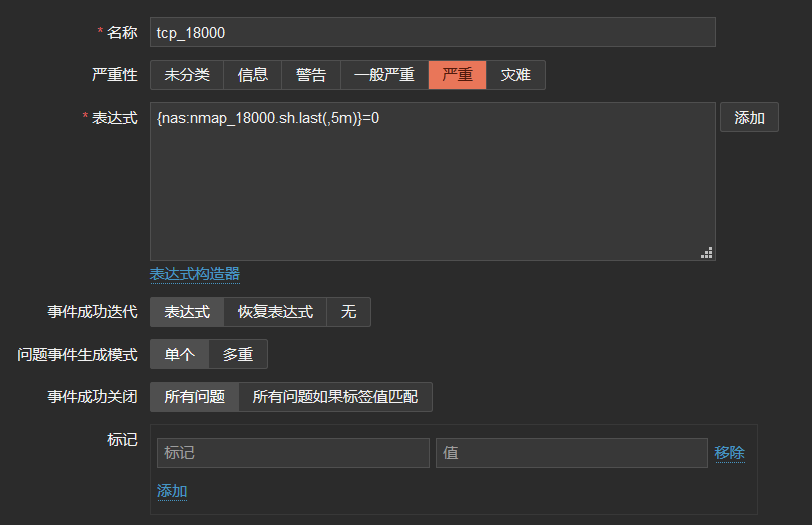 * 名称 tcp_18000
严重性 未分类 信息 警告 一般严重 严重 灾难
* 表达式 {nas:nmap_18000.sh.last(,5m)}=0 添加
表达式构造器
事件成功迭代 表达式 恢复表达式 无
问题事件生成模式 单个 多重
事件成功关闭 所有问题 所有问题如果标签值匹配
标记 标记 值 移除
添加